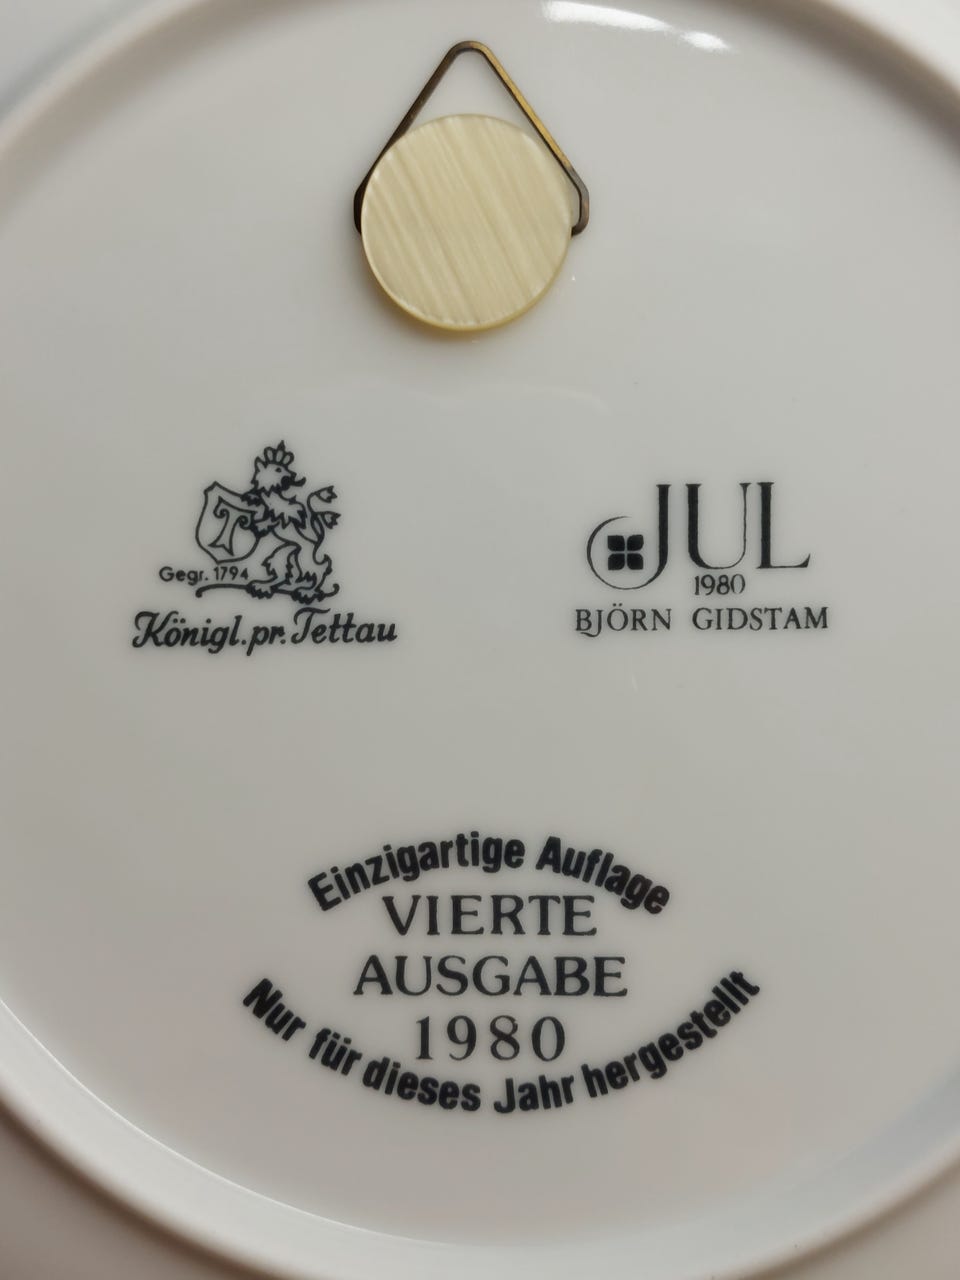 T
Gegr. 1794
Königl.pr.Tettau
JUL
1980
BJÖRN GIDSTAM
Einzigartige Auflage
VIERTE
AUSGABE
1980
Nur für dieses Jahr hergestellt